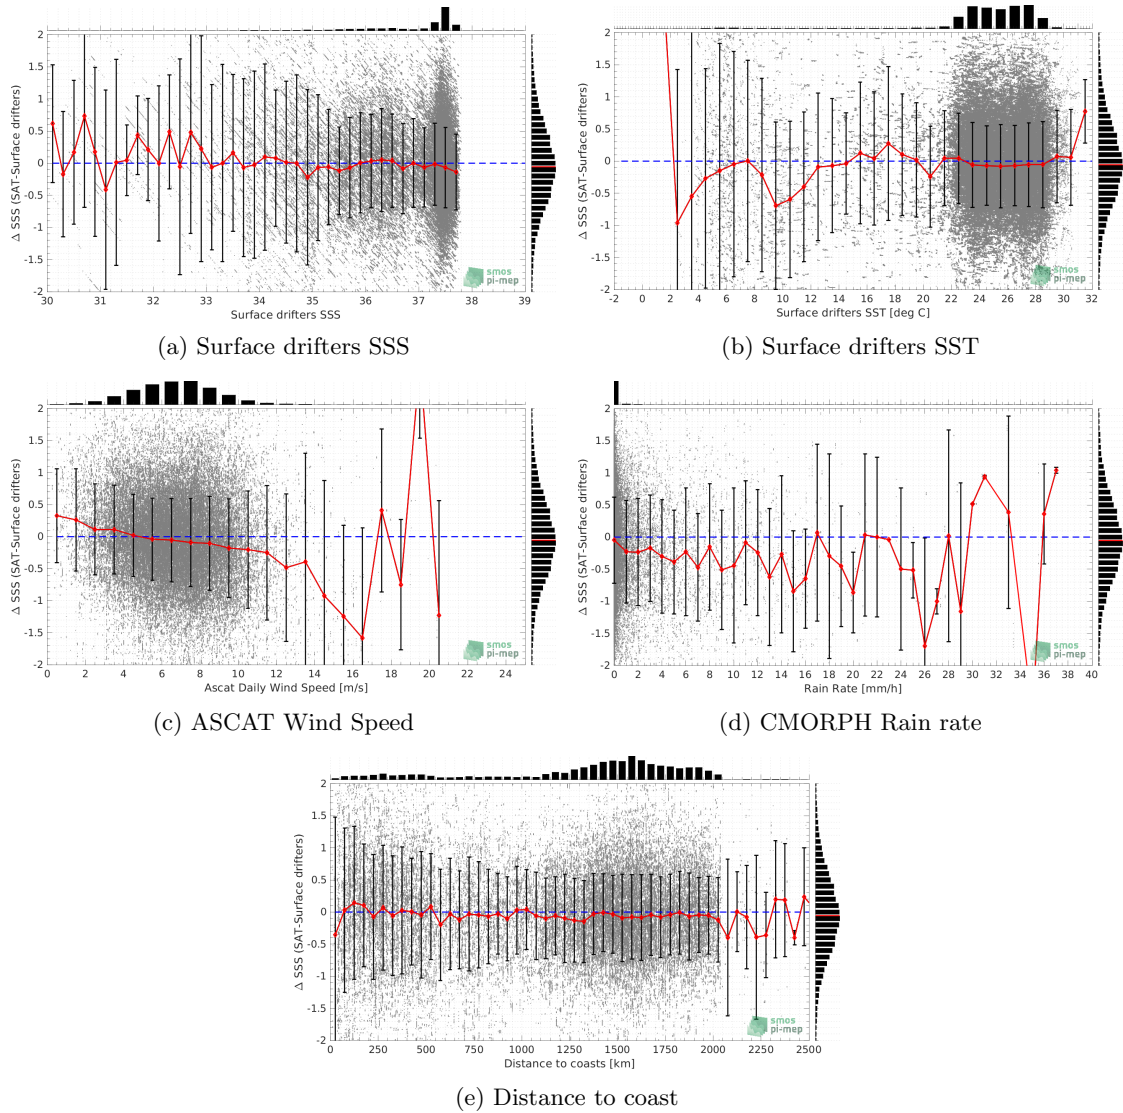 2
1.5
1
0.5
0
-0.5
-1
-1.5
-2
Δ SSS (SAT-Surface drifters)
30 31 32 33 34 35 36 37 38 39
Surface drifters SSS
smos
pi-mep
(a) Surface drifters SSS
2
1.5
1
0.5
0
-0.5
-1
-1.5
-2
Δ SSS (SAT-Surface drifters)
-2 0 2 4 6 8 10 12 14 16 18 20 22 24 26 28 30 32
Surface drifters SST [deg C]
smos
pi-mep
(b) Surface drifters SST
2
1.5
1
0.5
0
-0.5
-1
-1.5
-2
Δ SSS (SAT-Surface drifters)
0 2 4 6 8 10 12 14 16 18 20 22 24
Ascat Daily Wind Speed [m/s]
smos
pi-mep
(c) ASCAT Wind Speed
2
1.5
1
0.5
0
-0.5
-1
-1.5
-2
Δ SSS (SAT-Surface drifters)
0 2 4 6 8 10 12 14 16 18 20 22 24 26 28 30 32 34 36 38 40
Rain Rate [mm/h]
smos
pi-mep
(d) CMORPH Rain rate
2
1.5
1
0.5
0
-0.5
-1
-1.5
-2
Δ SSS (SAT-Surface drifters)
0 250 500 750 1000 1250 1500 1750 2000 2250 2500
Distance to coasts [km]
smos
pi-mep
(e) Distance to coast